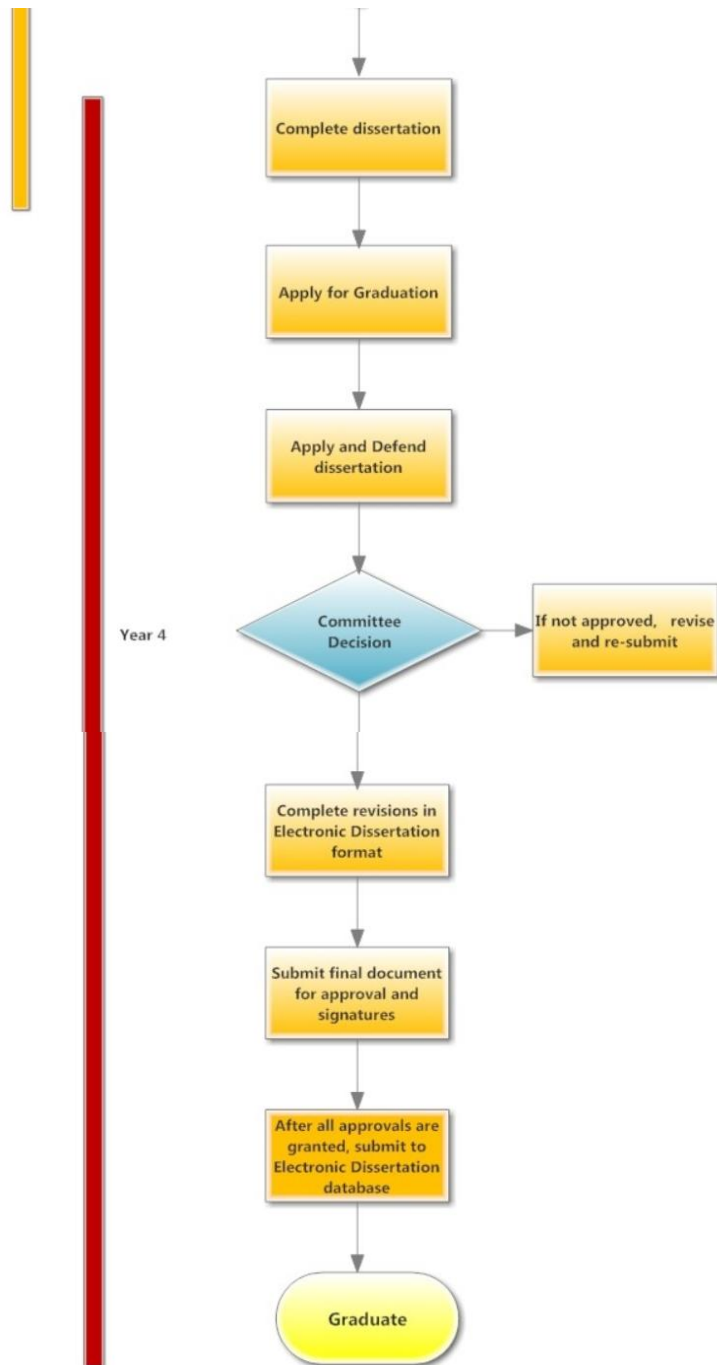 Complete dissertation
Apply for Graduation
Apply and Defend
dissertation
Year 4
Committee
Decision
If not approved, revise
and re-submit
Complete revisions in
Electronic Dissertation
format
Submit final document
for approval and
signatures
After all approvals are
granted, submit to
Electronic Dissertation
database
Graduate